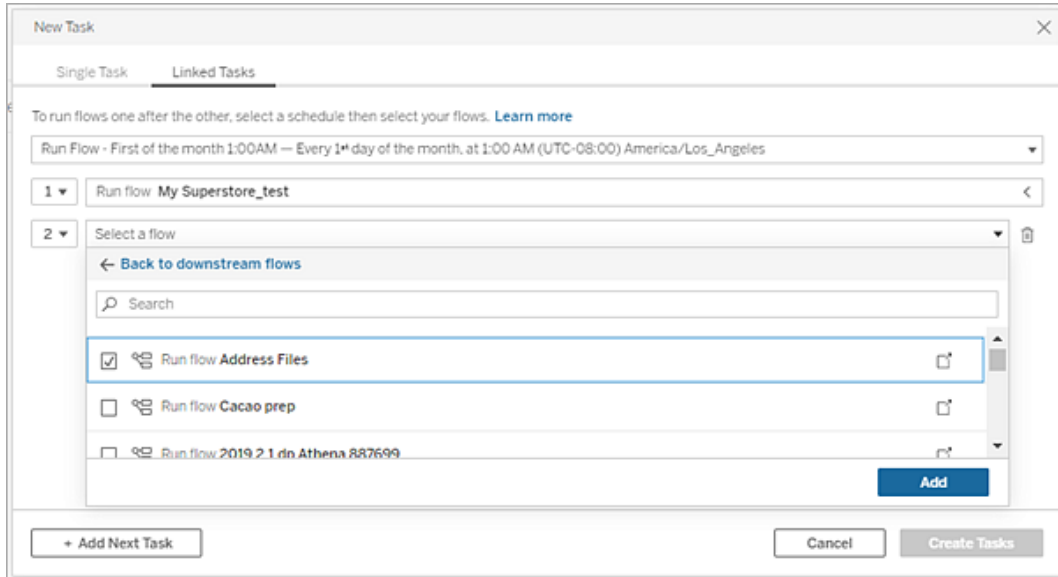 New Task
Single Task Linked Tasks
To run flows one after the other, select a schedule then select your flows. Learn more
Run Flow - First of the month 1:00AM — Every 1st day of the month, at 1:00 AM (UTC-08:00) America/Los_Angeles
1 Run flow My Superstore_test
2 Select a flow
← Back to downstream flows
Search
Run flow Address Files
Run flow Cacao prep
Run flow 2019 2 1 dp Athena 887699
Add
+ Add Next Task Cancel Create Tasks